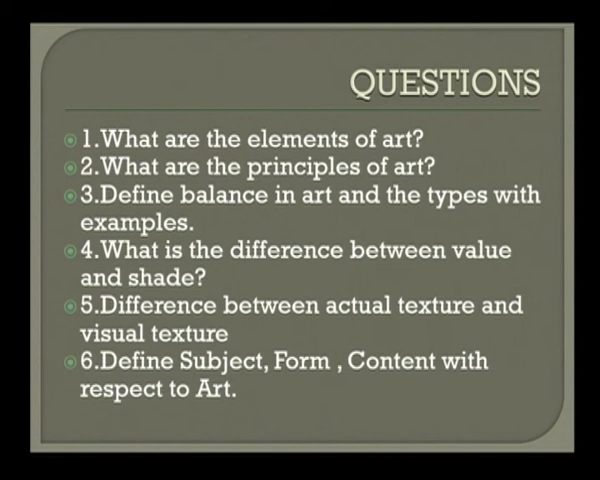 QUESTIONS
1.What are the elements of art?
2.What are the principles of art?
3.Define balance in art and the types with
examples.
4.What is the difference between value
and shade?
5.Difference between actual texture and
visual texture
6.Define Subject, Form , Content with
respect to Art.